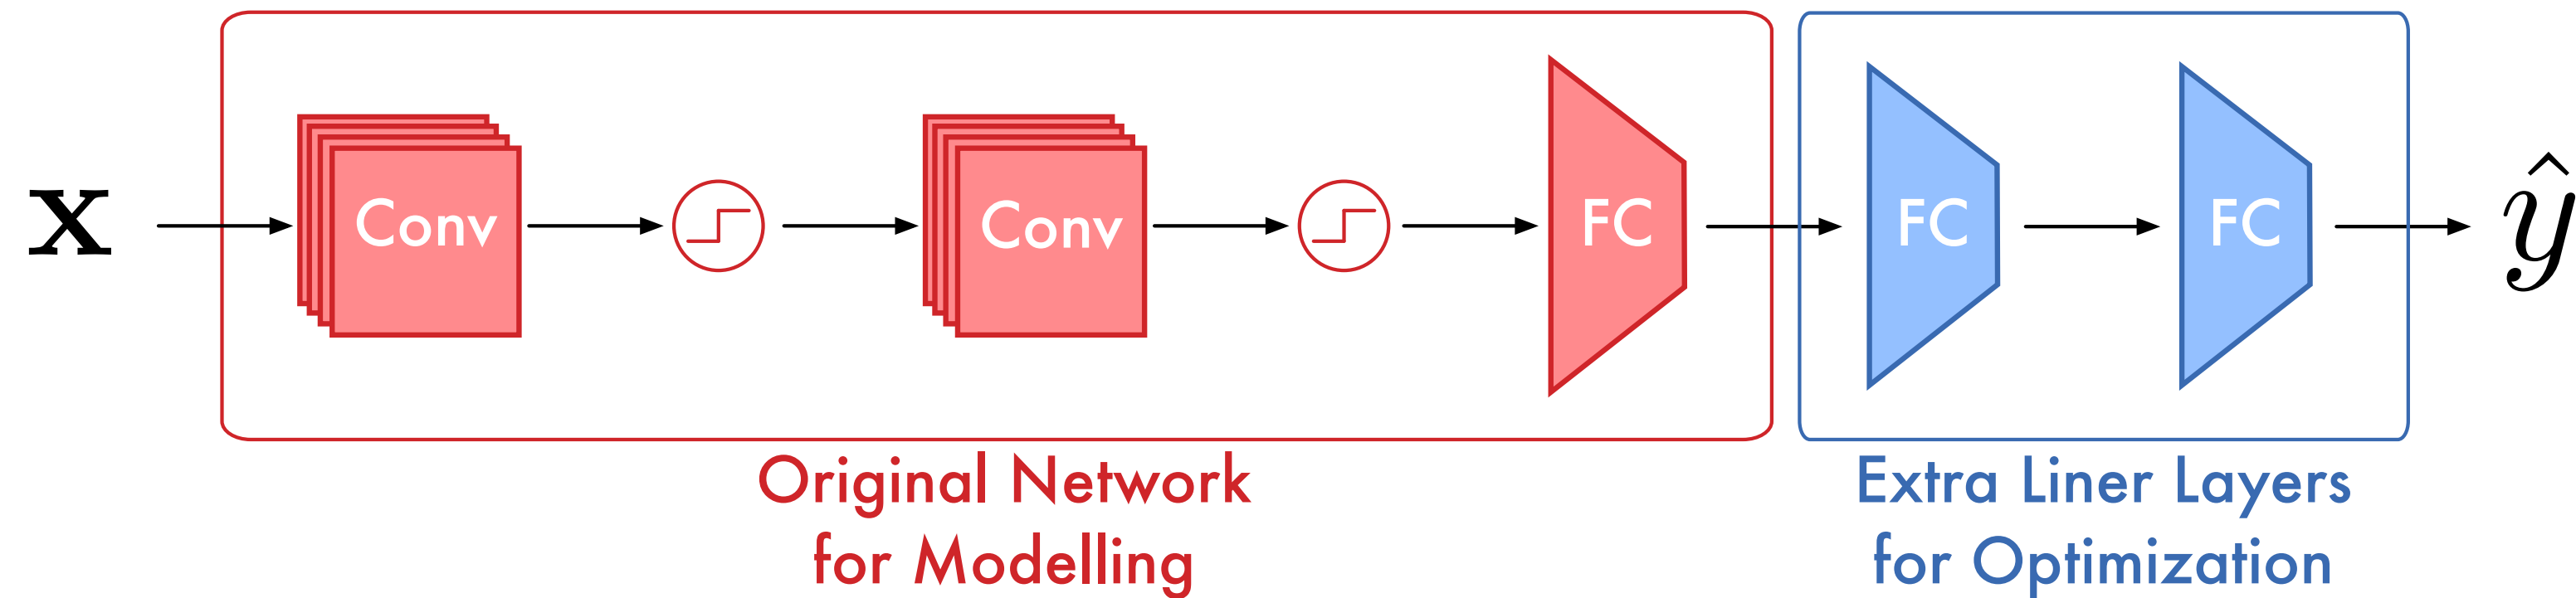 x
Conv
Conv
FC
FC
FC
ŷ
Original Network
for Modelling
Extra Liner Layers
for Optimization